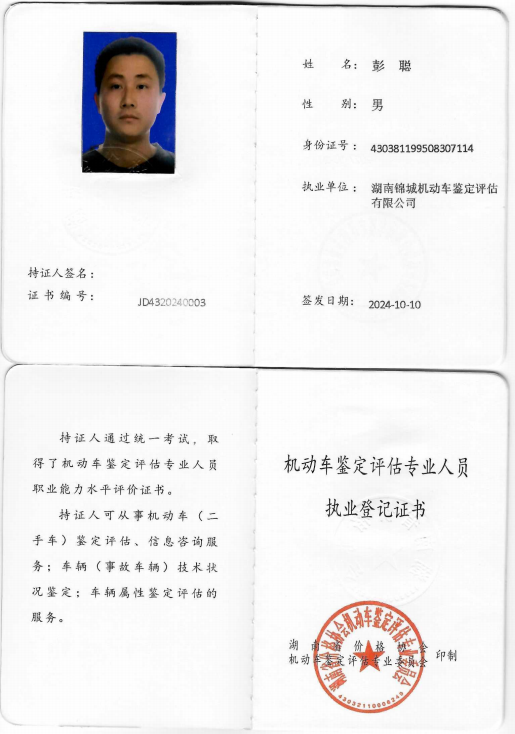 姓　　名：彭　聪
性　　别：男
身份证号：430381199508307114
执业单位：湖南锦城机动车鉴定评估
有限公司
持证人签名：
证书编号：JD4320240003
签发日期：2024-10-10
持证人通过统一考试，取
得了机动车鉴定评估专业人员
职业能力水平评价证书。
持证人可从事机动车（二
手车）鉴定评估、信息咨询服
务；车辆（事故车辆）技术状
况鉴定；车辆属性鉴定评估的
服务。
机动车鉴定评估专业人员
执业登记证书
湖南省价格协会
机动车鉴定评估专业委员会 印制